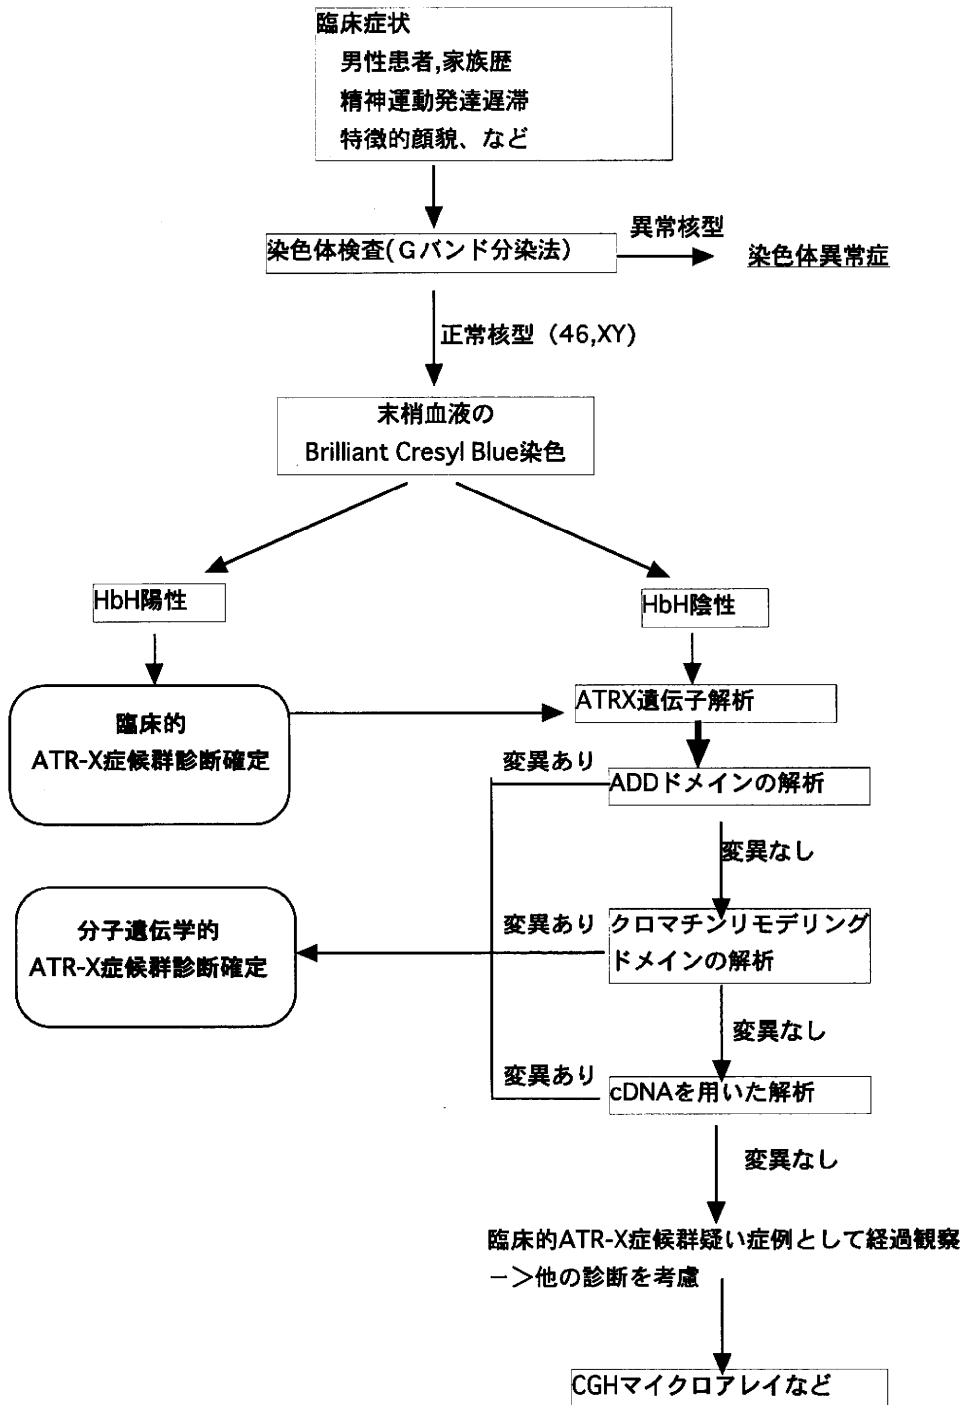 臨床症状
男性患者,家族歴
精神運動発達遅滞
特徴的顔貌、など
染色体検査(Gバンド分染法)
異常核型
染色体異常症
正常核型（46,XY)
末梢血液の
Brilliant Cresyl Blue染色
HbH陽性
HbH陰性
臨床的
ATR-X症候群診断確定
ATRX遺伝子解析
変異あり
ADDドメインの解析
変異なし
分子遺伝学的
ATR-X症候群診断確定
変異あり
クロマチンリモデリング
ドメインの解析
変異なし
変異あり
cDNAを用いた解析
変異なし
臨床的ATR-X症候群疑い症例として経過観察
－＞他の診断を考慮
CGHマイクロアレイなど